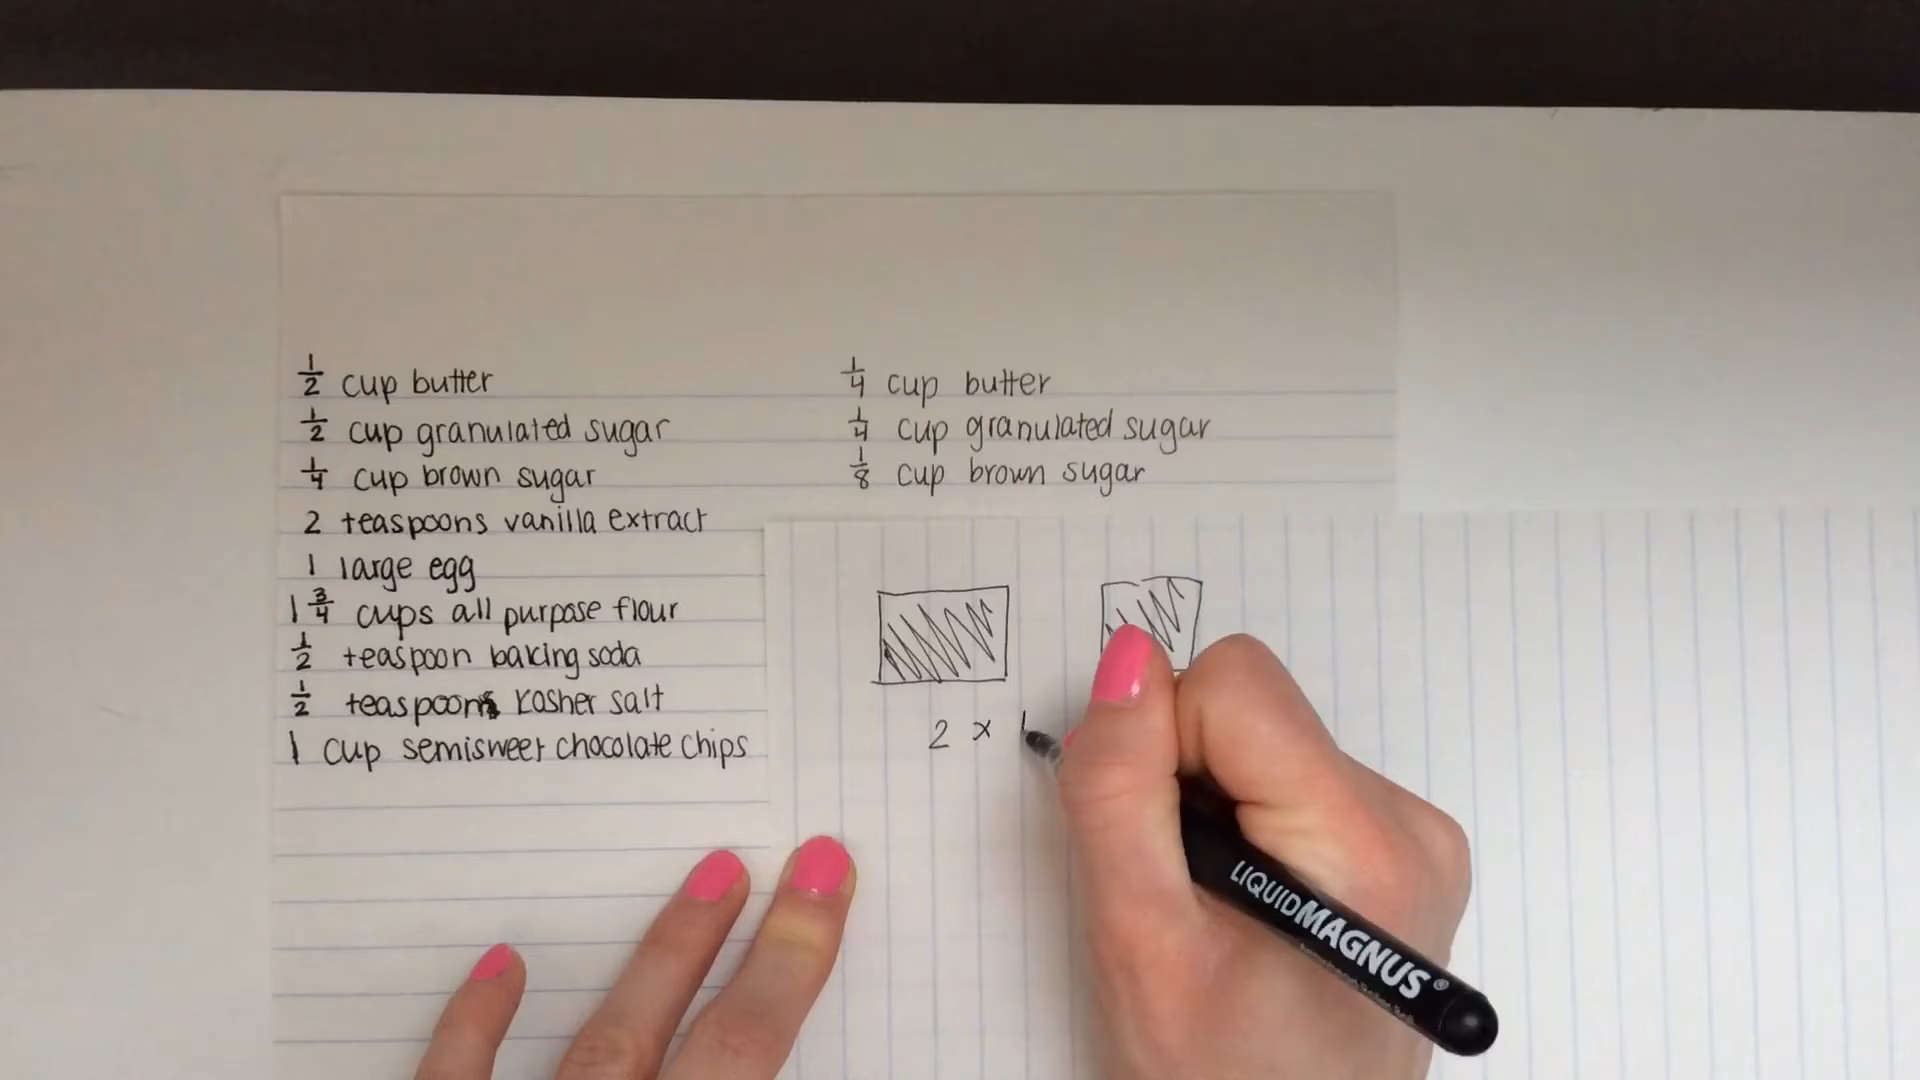 1/2 cup butter
1/2 cup granulated sugar
1/4 cup brown sugar
2 teaspoons vanilla extract
1 large egg
1 3/4 cups all purpose flour
1/2 teaspoon baking soda
1/2 teaspoons kosher salt
1 cup semisweet chocolate chips
1/4 cup butter
1/4 cup granulated sugar
1/8 cup brown sugar
2 x 1
LIQUIDMAGNUS®